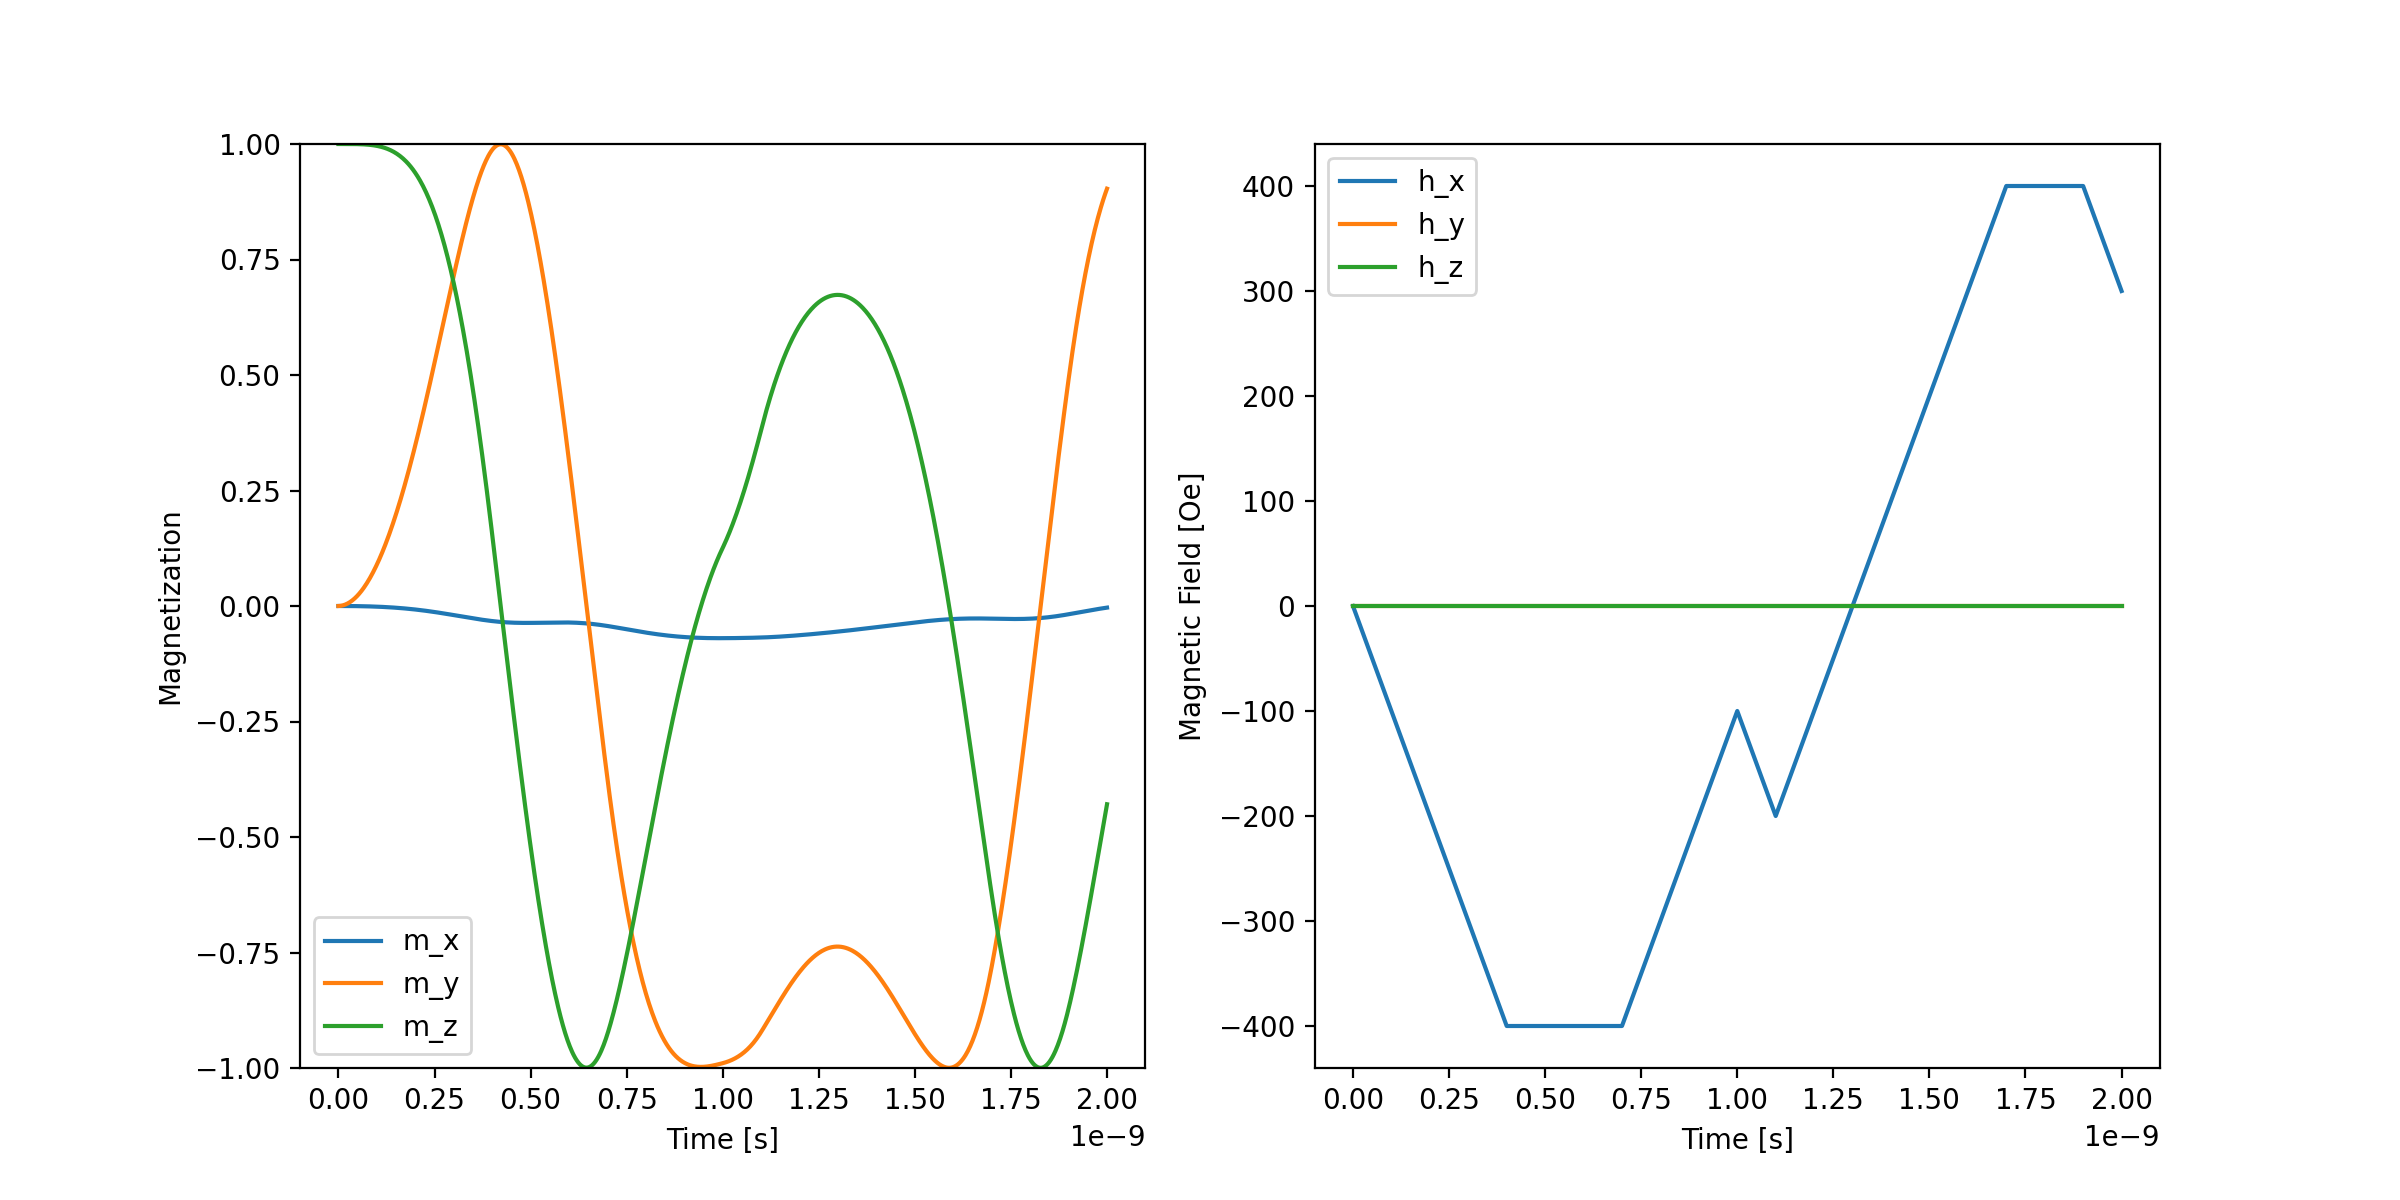 1.00
0.75
0.50
0.25
0.00
−0.25
−0.50
−0.75
−1.00
Magnetization
m_x
m_y
m_z
0.00 0.25 0.50 0.75 1.00 1.25 1.50 1.75 2.00
Time [s]
1e−9
400
300
200
100
0
−100
−200
−300
−400
Magnetic Field [Oe]
h_x
h_y
h_z
0.00 0.25 0.50 0.75 1.00 1.25 1.50 1.75 2.00
Time [s]
1e−9